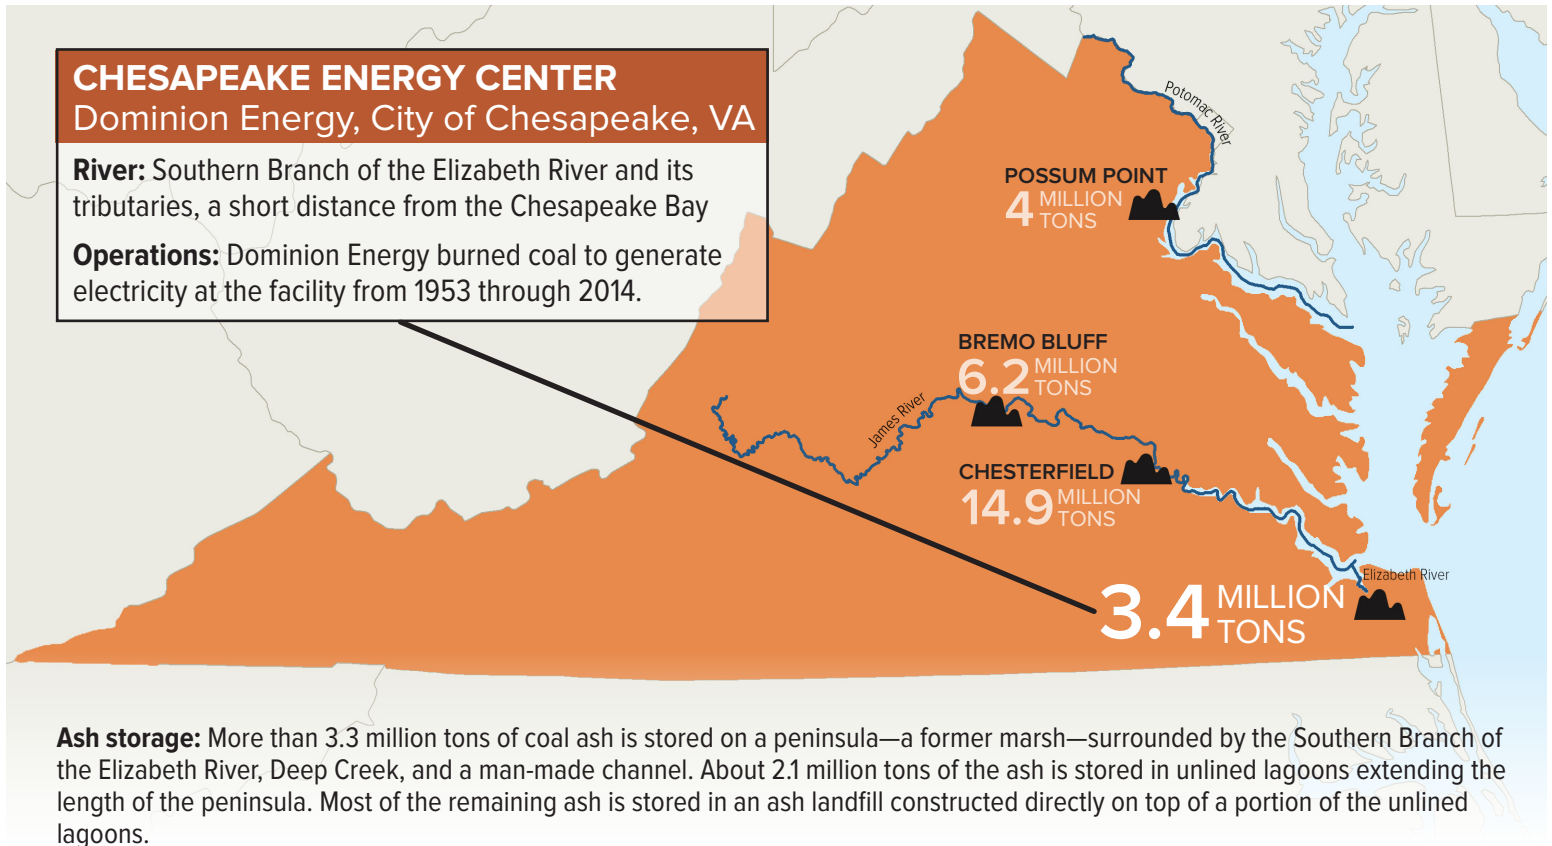 CHESAPEAKE ENERGY CENTER
Dominion Energy, City of Chesapeake, VA
River: Southern Branch of the Elizabeth River and its
tributaries, a short distance from the Chesapeake Bay
Operations: Dominion Energy burned coal to generate
electricity at the facility from 1953 through 2014.
Potomac River
POSSUM POINT
4 MILLION
TONS
BREMO BLUFF
6.2 MILLION
TONS
James River
CHESTERFIELD
14.9 MILLION
TONS
Elizabeth River
3.4 MILLION
TONS
Ash storage: More than 3.3 million tons of coal ash is stored on a peninsula—a former marsh—surrounded by the Southern Branch of
the Elizabeth River, Deep Creek, and a man-made channel. About 2.1 million tons of the ash is stored in unlined lagoons extending the
length of the peninsula. Most of the remaining ash is stored in an ash landfill constructed directly on top of a portion of the unlined
lagoons.